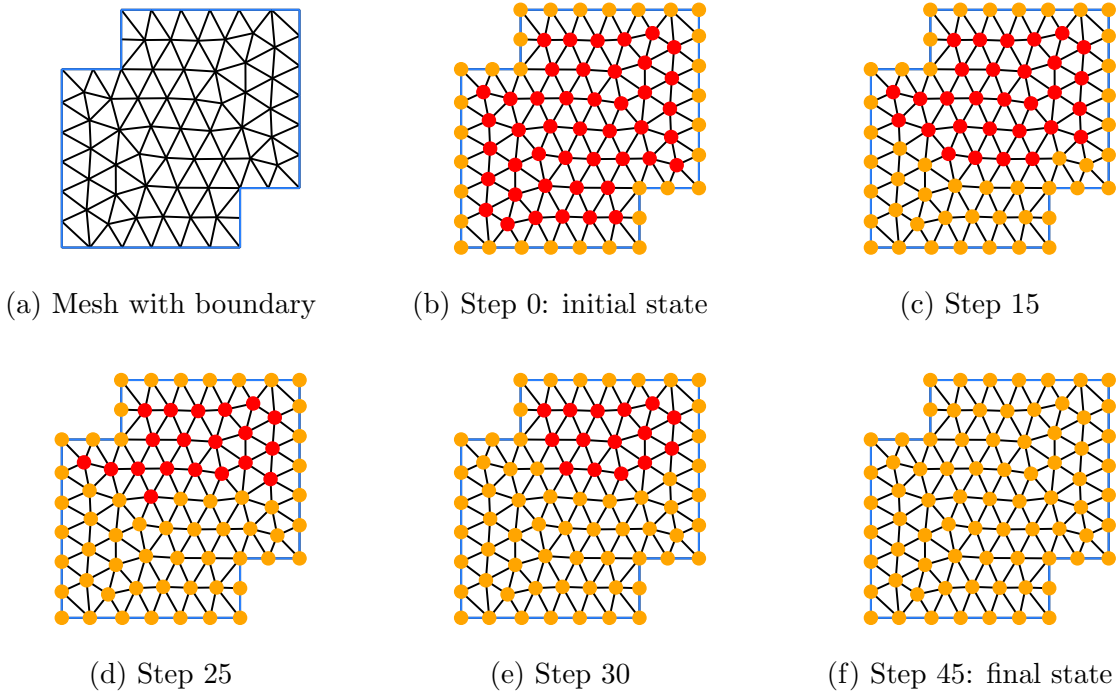 (a) Mesh with boundary
(b) Step 0: initial state
(c) Step 15
(d) Step 25
(e) Step 30
(f) Step 45: final state